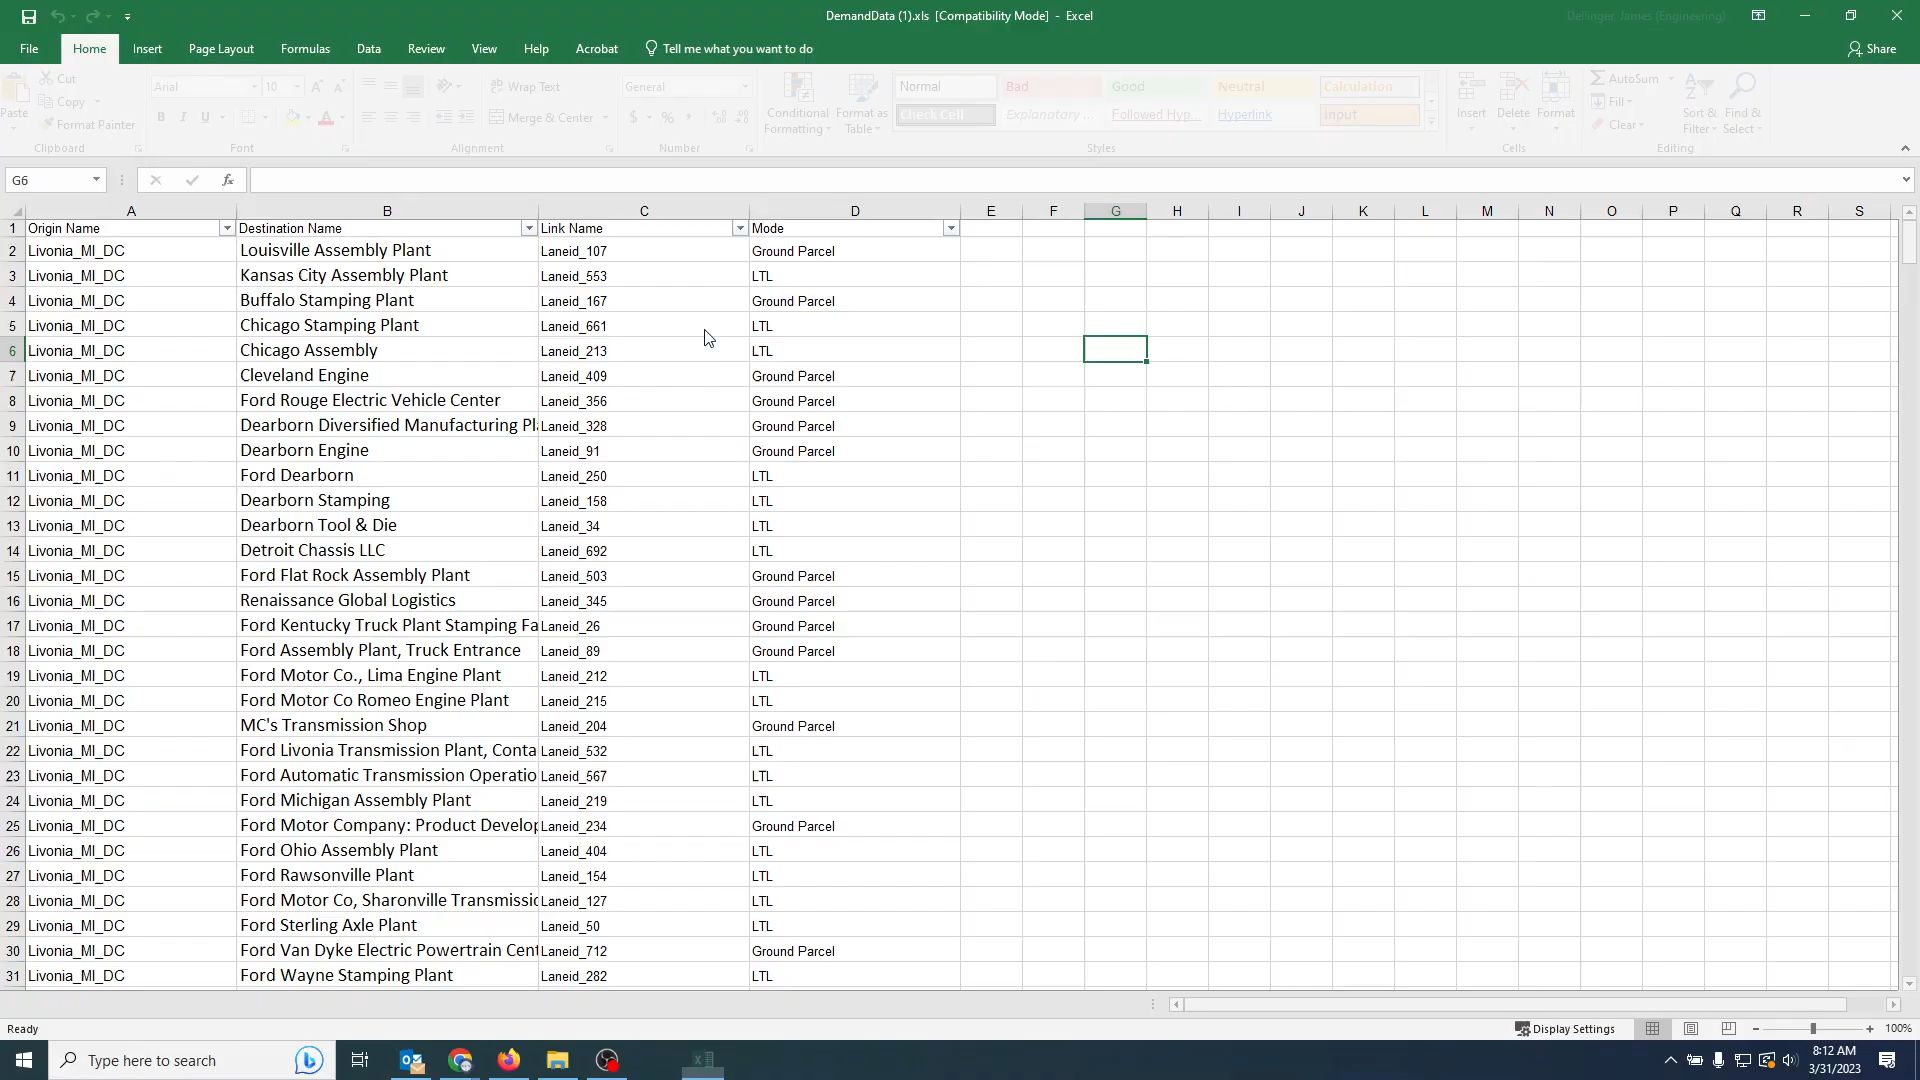 DemandData (1).xls [Compatibility Mode] - Excel
Dellinger, James (Engineering)
File Home Insert Page Layout Formulas Data Review View Help Acrobat Tell me what you want to do Share
Cut
Copy
Format Painter
Paste
Clipboard
Arial 10
B I U
Font
Wrap Text
Merge & Center
Alignment
General
$ % ,
Number
Conditional Formatting
Format as Table
Normal Bad Good Neutral Calculation
Check Cell Explanatory ... Followed Hyp... Hyperlink Input
Styles
Insert Delete Format
Cells
AutoSum
Fill
Clear
Sort & Filter
Find & Select
Editing
G6 fx
A B C D E F G H I J K L M N O P Q R S
1 Origin Name Destination Name Link Name Mode
2 Livonia_MI_DC Louisville Assembly Plant Laneid_107 Ground Parcel
3 Livonia_MI_DC Kansas City Assembly Plant Laneid_553 LTL
4 Livonia_MI_DC Buffalo Stamping Plant Laneid_167 Ground Parcel
5 Livonia_MI_DC Chicago Stamping Plant Laneid_661 LTL
6 Livonia_MI_DC Chicago Assembly Laneid_213 LTL
7 Livonia_MI_DC Cleveland Engine Laneid_409 Ground Parcel
8 Livonia_MI_DC Ford Rouge Electric Vehicle Center Laneid_356 Ground Parcel
9 Livonia_MI_DC Dearborn Diversified Manufacturing Pl Laneid_328 Ground Parcel
10 Livonia_MI_DC Dearborn Engine Laneid_91 Ground Parcel
11 Livonia_MI_DC Ford Dearborn Laneid_250 LTL
12 Livonia_MI_DC Dearborn Stamping Laneid_158 LTL
13 Livonia_MI_DC Dearborn Tool & Die Laneid_34 LTL
14 Livonia_MI_DC Detroit Chassis LLC Laneid_692 LTL
15 Livonia_MI_DC Ford Flat Rock Assembly Plant Laneid_503 Ground Parcel
16 Livonia_MI_DC Renaissance Global Logistics Laneid_345 Ground Parcel
17 Livonia_MI_DC Ford Kentucky Truck Plant Stamping Fa Laneid_26 Ground Parcel
18 Livonia_MI_DC Ford Assembly Plant, Truck Entrance Laneid_89 Ground Parcel
19 Livonia_MI_DC Ford Motor Co., Lima Engine Plant Laneid_212 LTL
20 Livonia_MI_DC Ford Motor Co Romeo Engine Plant Laneid_215 LTL
21 Livonia_MI_DC MC's Transmission Shop Laneid_204 Ground Parcel
22 Livonia_MI_DC Ford Livonia Transmission Plant, Conta Laneid_532 LTL
23 Livonia_MI_DC Ford Automatic Transmission Operatio Laneid_567 LTL
24 Livonia_MI_DC Ford Michigan Assembly Plant Laneid_219 LTL
25 Livonia_MI_DC Ford Motor Company: Product Develop Laneid_234 Ground Parcel
26 Livonia_MI_DC Ford Ohio Assembly Plant Laneid_404 LTL
27 Livonia_MI_DC Ford Rawsonville Plant Laneid_154 LTL
28 Livonia_MI_DC Ford Motor Co, Sharonville Transmissio Laneid_127 LTL
29 Livonia_MI_DC Ford Sterling Axle Plant Laneid_50 LTL
30 Livonia_MI_DC Ford Van Dyke Electric Powertrain Cent Laneid_712 Ground Parcel
31 Livonia_MI_DC Ford Wayne Stamping Plant Laneid_282 LTL
Ready Display Settings 100%
Type here to search
8:12 AM
3/31/2023